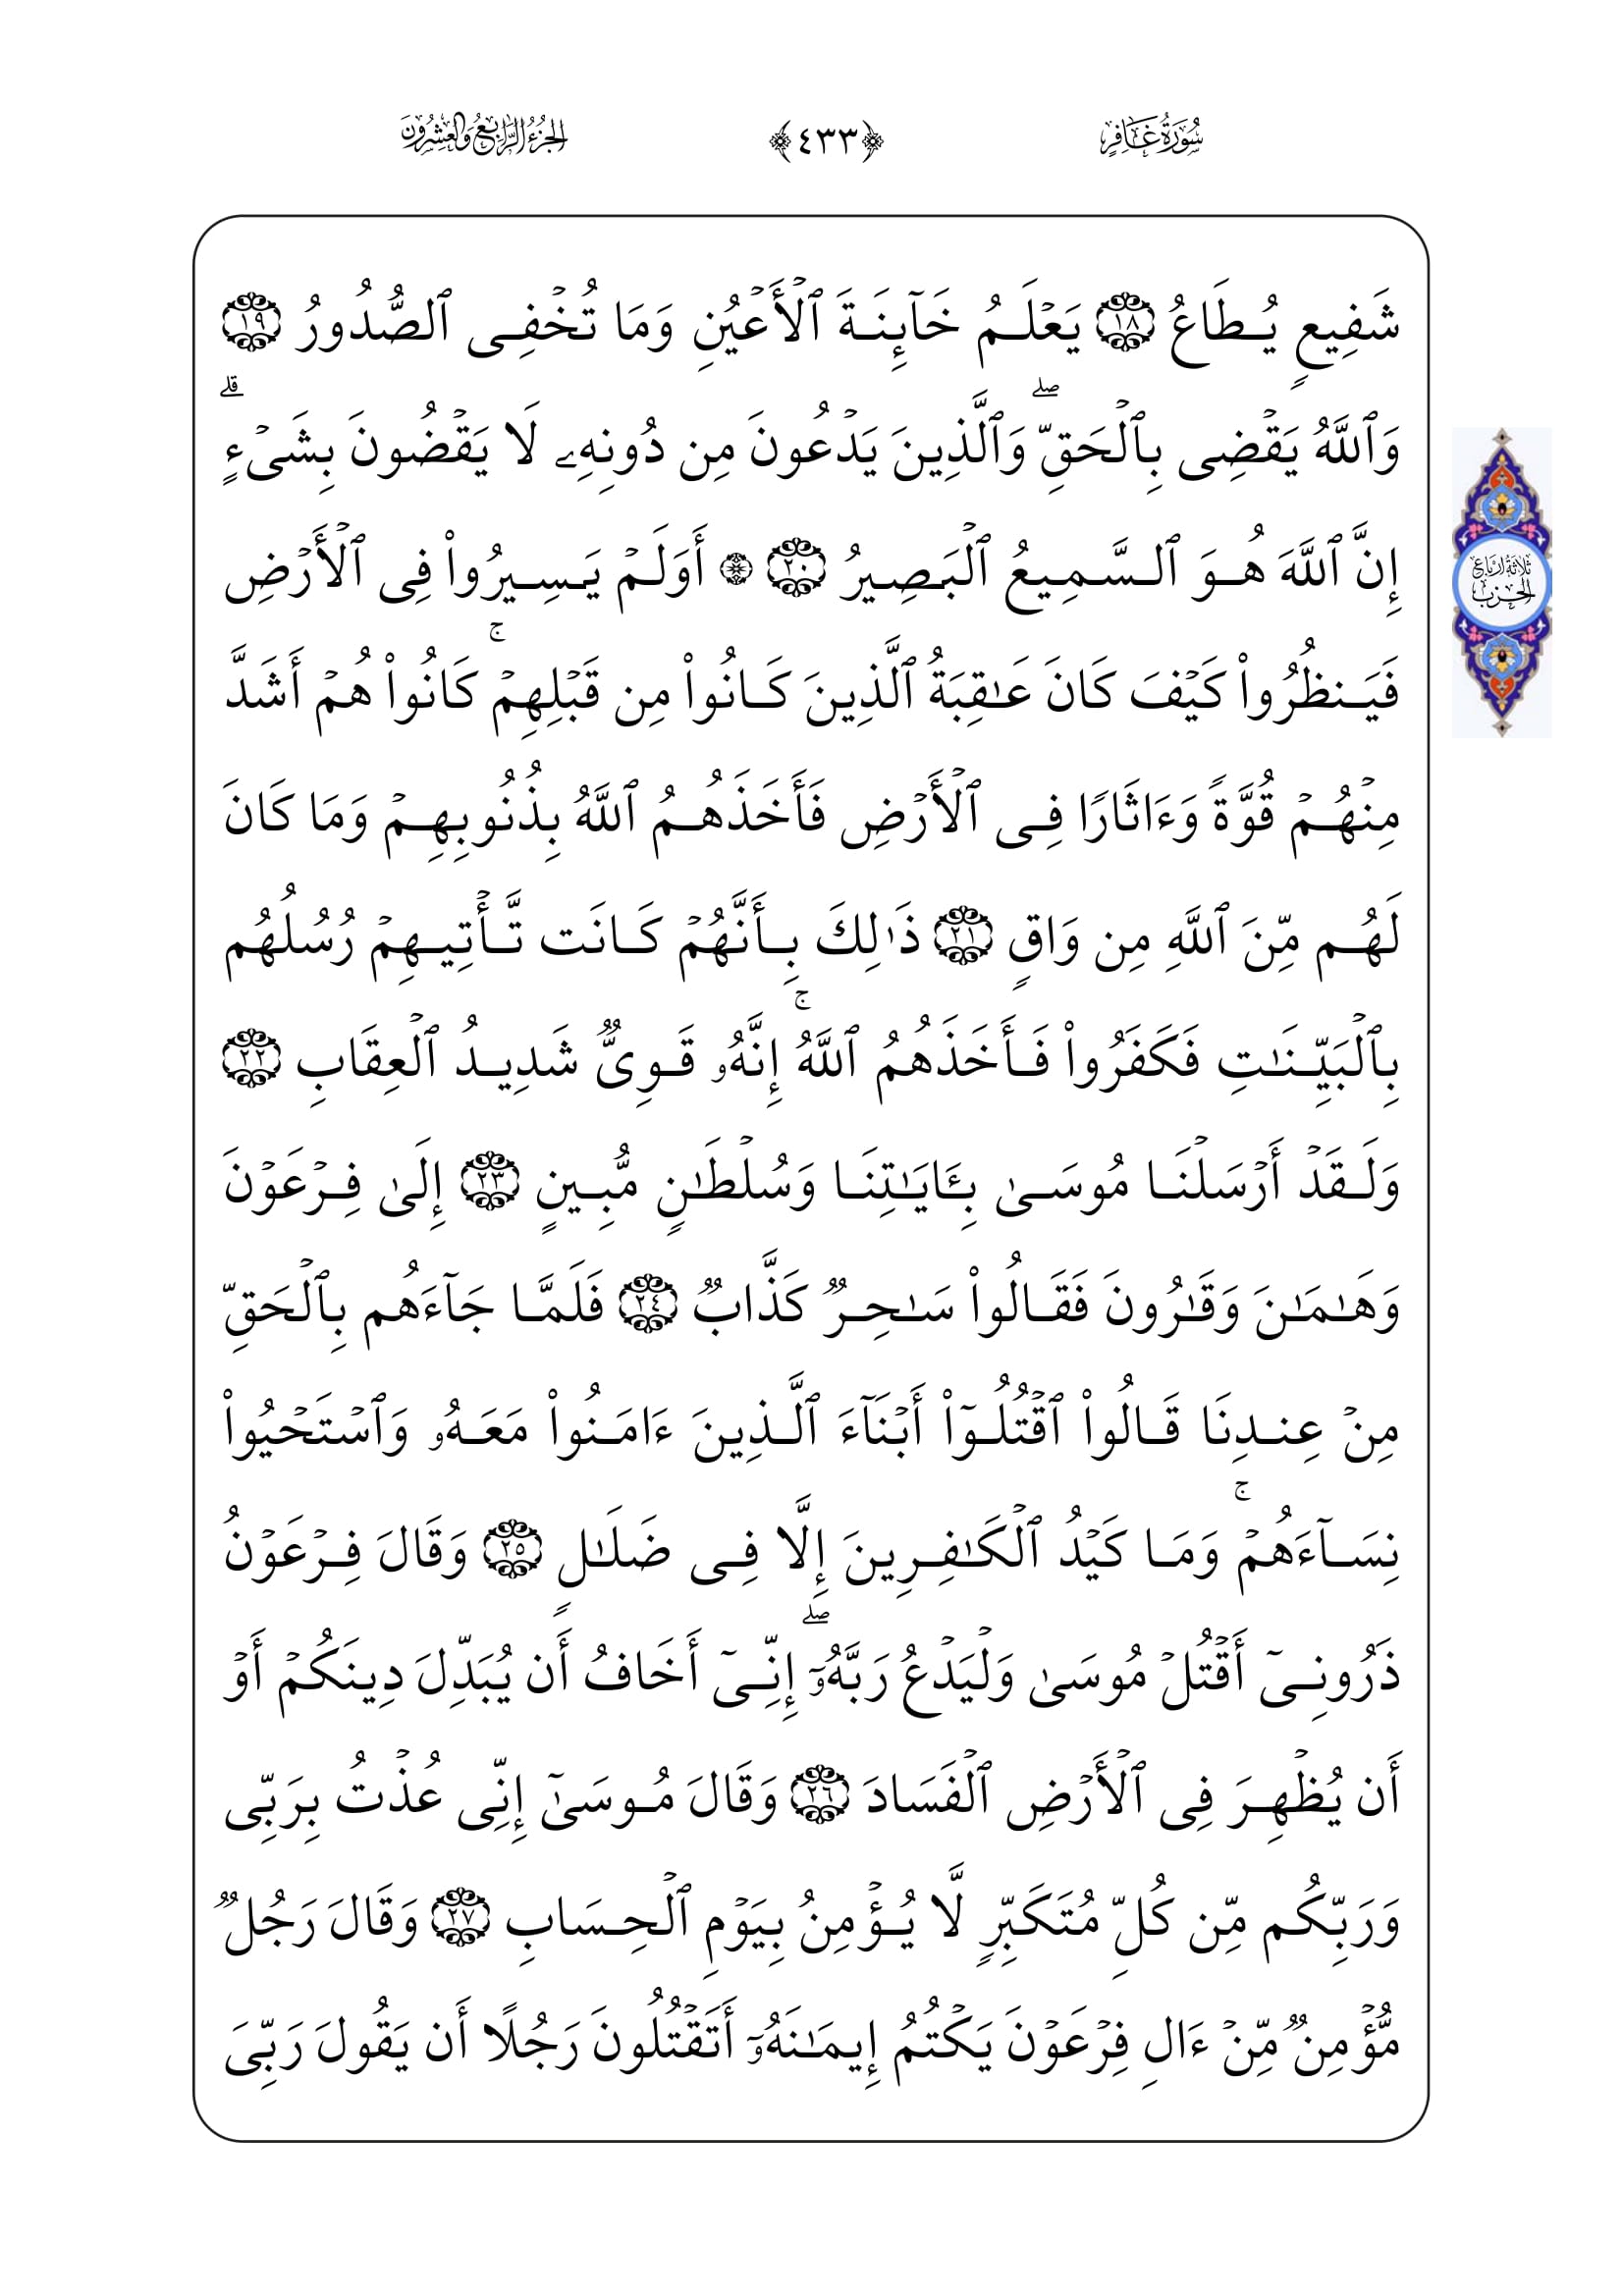 سُورَةُ غَافِرٍ ﴿٤٣٣﴾ الجُزْءُ الرَّابِعُ وَالعِشْرُونَ
شَفِيعٍ يُطَاعُ ١٨ يَعْلَمُ خَآئِنَةَ ٱلْأَعْيُنِ وَمَا تُخْفِى ٱلصُّدُورُ ١٩
وَٱللَّهُ يَقْضِى بِٱلْحَقِّ ۖ وَٱلَّذِينَ يَدْعُونَ مِن دُونِهِۦ لَا يَقْضُونَ بِشَىْءٍ ۗ
إِنَّ ٱللَّهَ هُوَ ٱلسَّمِيعُ ٱلْبَصِيرُ ٢٠ ۞ أَوَلَمْ يَسِيرُوا۟ فِى ٱلْأَرْضِ
ثَلَاثَةُ أَرْبَاعِ
الحِزْبِ
فَيَنظُرُوا۟ كَيْفَ كَانَ عَـٰقِبَةُ ٱلَّذِينَ كَانُوا۟ مِن قَبْلِهِمْ ۚ كَانُوا۟ هُمْ أَشَدَّ
مِنْهُمْ قُوَّةً وَءَاثَارًا فِى ٱلْأَرْضِ فَأَخَذَهُمُ ٱللَّهُ بِذُنُوبِهِمْ وَمَا كَانَ
لَهُم مِّنَ ٱللَّهِ مِن وَاقٍ ٢١ ذَٰلِكَ بِأَنَّهُمْ كَانَت تَّأْتِيهِمْ رُسُلُهُم
بِٱلْبَيِّنَـٰتِ فَكَفَرُوا۟ فَأَخَذَهُمُ ٱللَّهُ ۚ إِنَّهُۥ قَوِىٌّ شَدِيدُ ٱلْعِقَابِ ٢٢
وَلَقَدْ أَرْسَلْنَا مُوسَىٰ بِـَٔايَـٰتِنَا وَسُلْطَـٰنٍ مُّبِينٍ ٢٣ إِلَىٰ فِرْعَوْنَ
وَهَـٰمَـٰنَ وَقَـٰرُونَ فَقَالُوا۟ سَـٰحِرٌ كَذَّابٌ ٢٤ فَلَمَّا جَآءَهُم بِٱلْحَقِّ
مِنْ عِندِنَا قَالُوا۟ ٱقْتُلُوٓا۟ أَبْنَآءَ ٱلَّذِينَ ءَامَنُوا۟ مَعَهُۥ وَٱسْتَحْيُوا۟
نِسَآءَهُمْ ۚ وَمَا كَيْدُ ٱلْكَـٰفِرِينَ إِلَّا فِى ضَلَـٰلٍ ٢٥ وَقَالَ فِرْعَوْنُ
ذَرُونِىٓ أَقْتُلْ مُوسَىٰ وَلْيَدْعُ رَبَّهُۥٓ ۖ إِنِّىٓ أَخَافُ أَن يُبَدِّلَ دِينَكُمْ أَوْ
أَن يُظْهِرَ فِى ٱلْأَرْضِ ٱلْفَسَادَ ٢٦ وَقَالَ مُوسَىٰٓ إِنِّى عُذْتُ بِرَبِّى
وَرَبِّكُم مِّن كُلِّ مُتَكَبِّرٍ لَّا يُؤْمِنُ بِيَوْمِ ٱلْحِسَابِ ٢٧ وَقَالَ رَجُلٌ
مُّؤْمِنٌ مِّنْ ءَالِ فِرْعَوْنَ يَكْتُمُ إِيمَـٰنَهُۥٓ أَتَقْتُلُونَ رَجُلًا أَن يَقُولَ رَبِّىَ